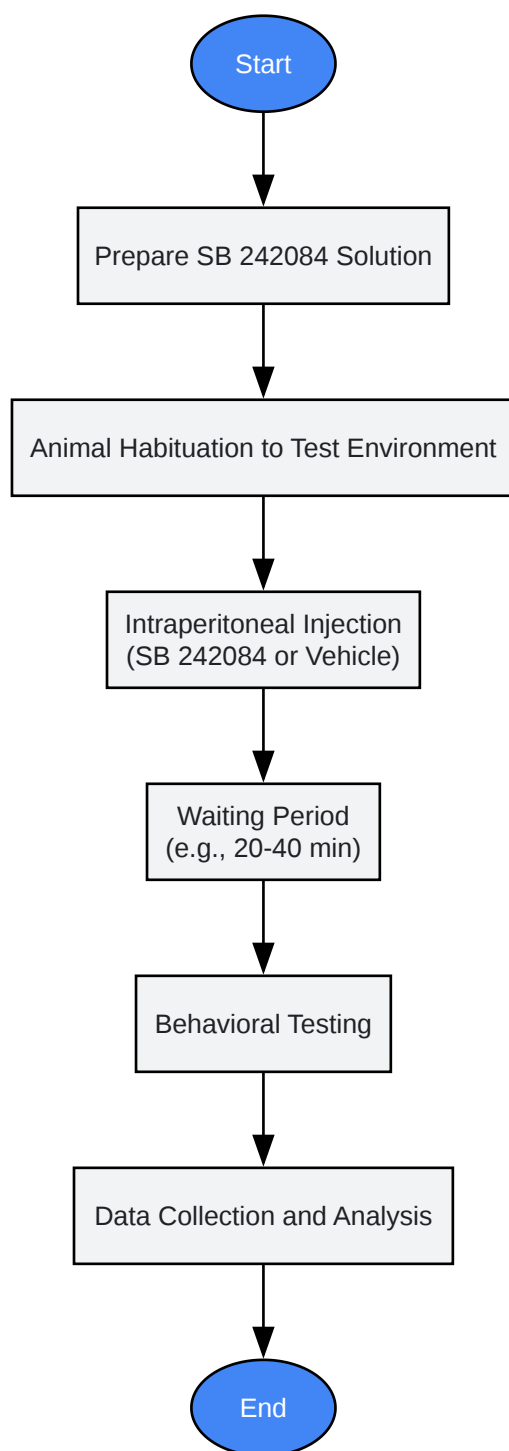 Start
Prepare SB 242084 Solution
Animal Habituation to Test Environment
Intraperitoneal Injection
(SB 242084 or Vehicle)
Waiting Period
(e.g., 20-40 min)
Behavioral Testing
Data Collection and Analysis
End